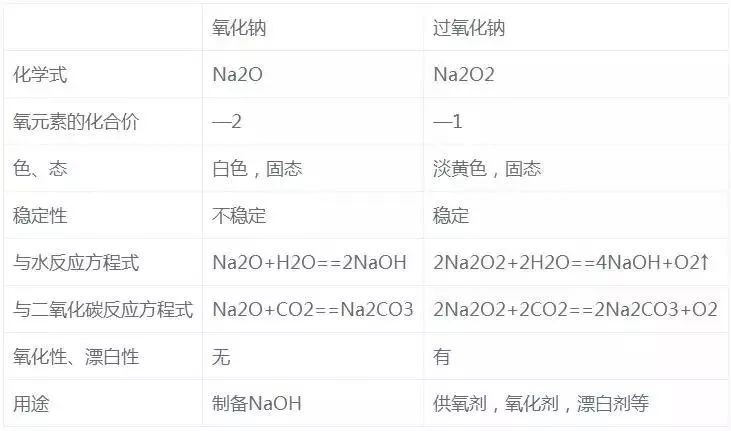 氧化钠 过氧化钠
化学式 Na2O Na2O2
氧元素的化合价 —2 —1
色、态 白色，固态 淡黄色，固态
稳定性 不稳定 稳定
与水反应方程式 Na2O+H2O==2NaOH 2Na2O2+2H2O==4NaOH+O2↑
与二氧化碳反应方程式 Na2O+CO2==Na2CO3 2Na2O2+2CO2==2Na2CO3+O2
氧化性、漂白性 无 有
用途 制备NaOH 供氧剂，氧化剂，漂白剂等